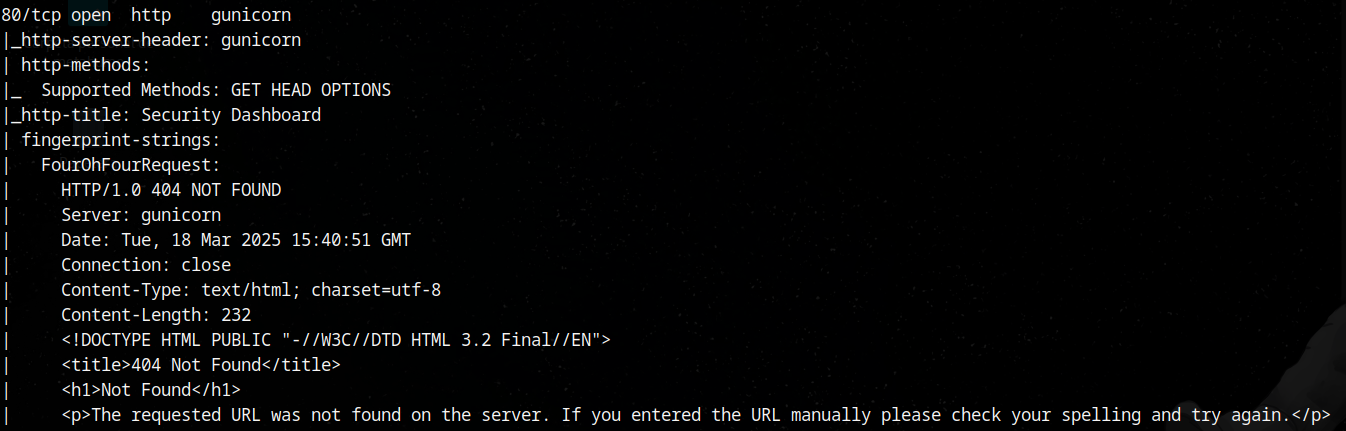 80/tcp open  http    gunicorn
|_http-server-header: gunicorn
| http-methods:
|_  Supported Methods: GET HEAD OPTIONS
|_http-title: Security Dashboard
| fingerprint-strings:
|   FourOhFourRequest:
|     HTTP/1.0 404 NOT FOUND
|     Server: gunicorn
|     Date: Tue, 18 Mar 2025 15:40:51 GMT
|     Connection: close
|     Content-Type: text/html; charset=utf-8
|     Content-Length: 232
|     <!DOCTYPE HTML PUBLIC "-//W3C//DTD HTML 3.2 Final//EN">
|     <title>404 Not Found</title>
|     <h1>Not Found</h1>
|     <p>The requested URL was not found on the server. If you entered the URL manually please check your spelling and try again.</p>